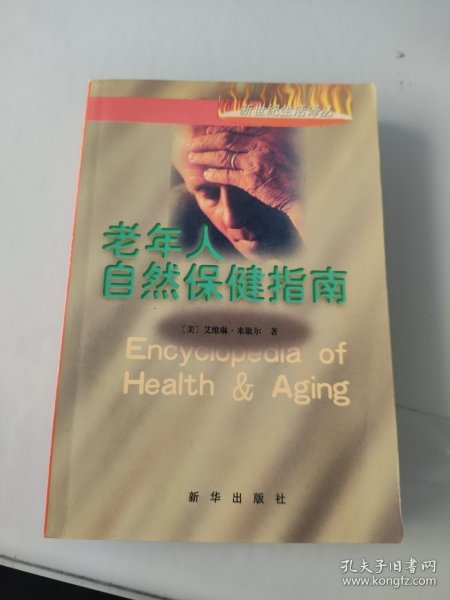 新世纪生活译丛
老年人
自然保健指南
[美] 艾维琳·米歇尔 著
Encyclopedia of
Health & Aging
新华出版社
孔夫子旧书网
www.kongfz.com